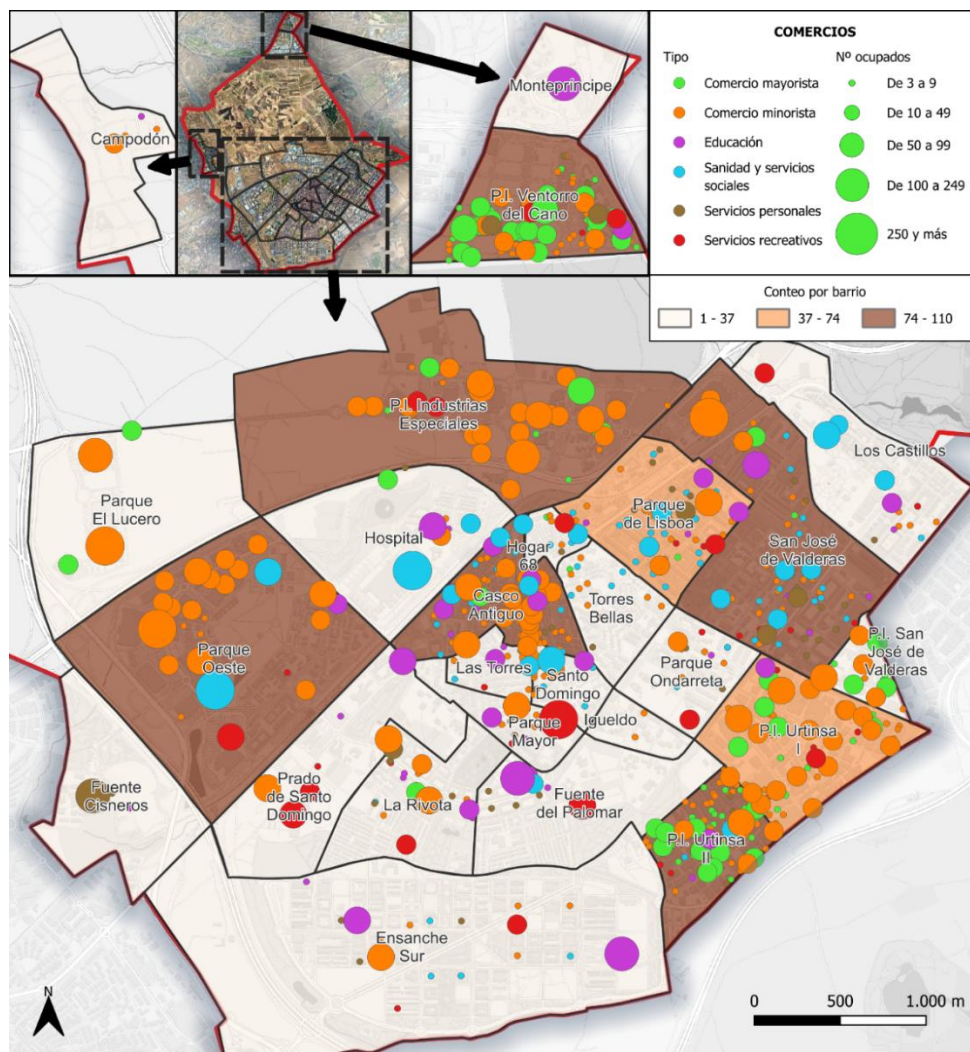 Campodón
Montepríncipe
P.I. Ventorro
del Cano
COMERCIOS
Tipo
Comercio mayorista
Comercio minorista
Educación
Sanidad y servicios
sociales
Servicios personales
Servicios recreativos
Nº ocupados
De 3 a 9
De 10 a 49
De 50 a 99
De 100 a 249
250 y más
Conteo por barrio
1 - 37
37 - 74
74 - 110
P.I. Industrias
Especiales
Los Castillos
Parque
El Lucero
Hospital
Hogar
68
Parque
de Lisboa
San José
de Valderas
Casco
Antiguo
Torres
Bellas
Parque
Oeste
Las Torres
Santo
Domingo
Parque
Ondarreta
P.I. San
José de
Valderas
Parque
Mayor
Igueldo
P.I. Urtinsa
I
Fuente
Cisneros
Prado
de Santo
Domingo
La Rivota
Fuente
del Palomar
P.I. Urtinsa
II
Ensanche
Sur
N
0 500 1.000 m